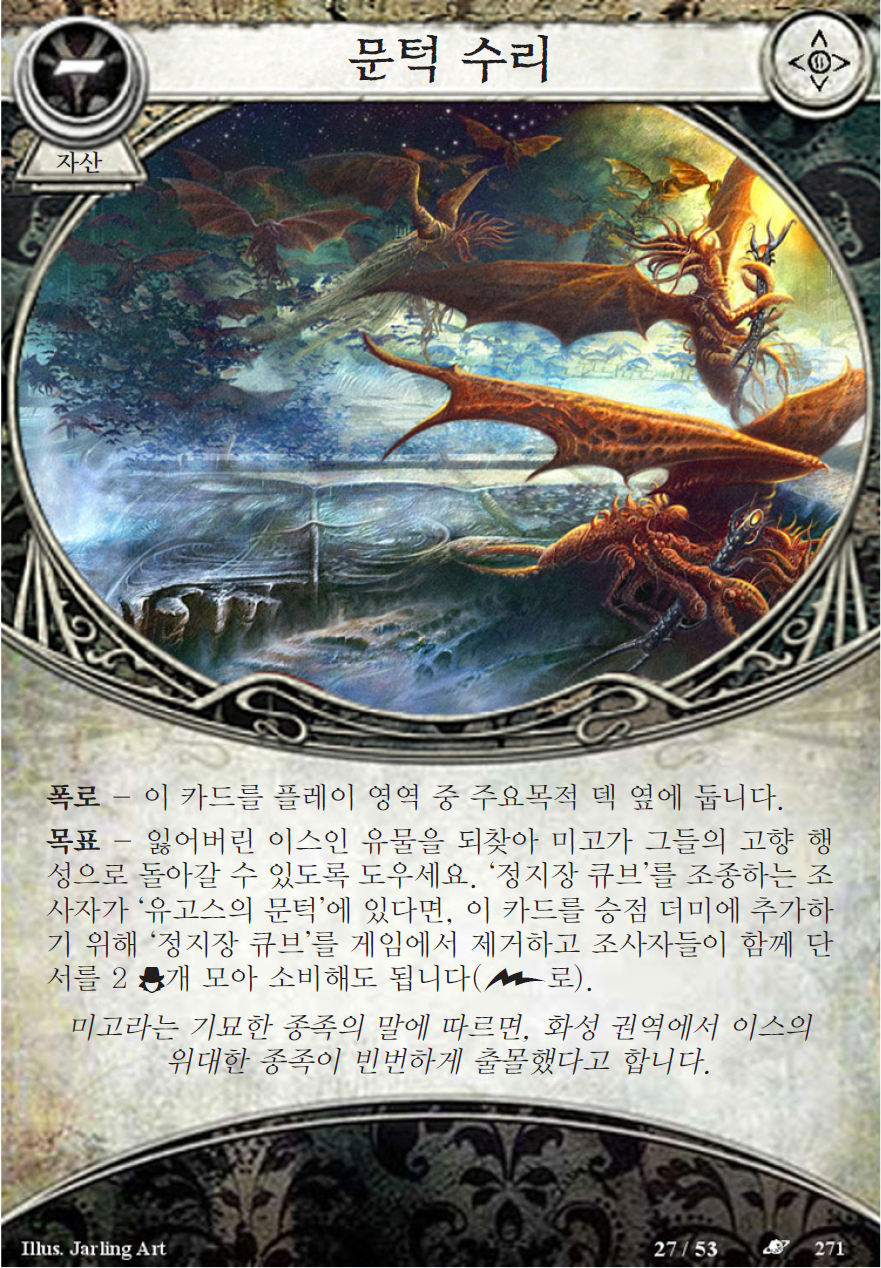 문턱 수리
자산
폭로 – 이 카드를 플레이 영역 중 주요목적 덱 옆에 둡니다.
목표 – 잃어버린 이스인 유물을 되찾아 미고가 그들의 고향 행
성으로 돌아갈 수 있도록 도우세요. ‘정지장 큐브’를 조종하는 조
사자가 ‘유고스의 문턱’에 있다면, 이 카드를 승점 더미에 추가하
기 위해 ‘정지장 큐브’를 게임에서 제거하고 조사자들이 함께 단
서를 2 개 모아 소비해도 됩니다(로).
미고라는 기묘한 종족의 말에 따르면, 화성 권역에서 이스의
위대한 종족이 빈번하게 출몰했다고 합니다.
Illus. Jarling Art 27 / 53 271